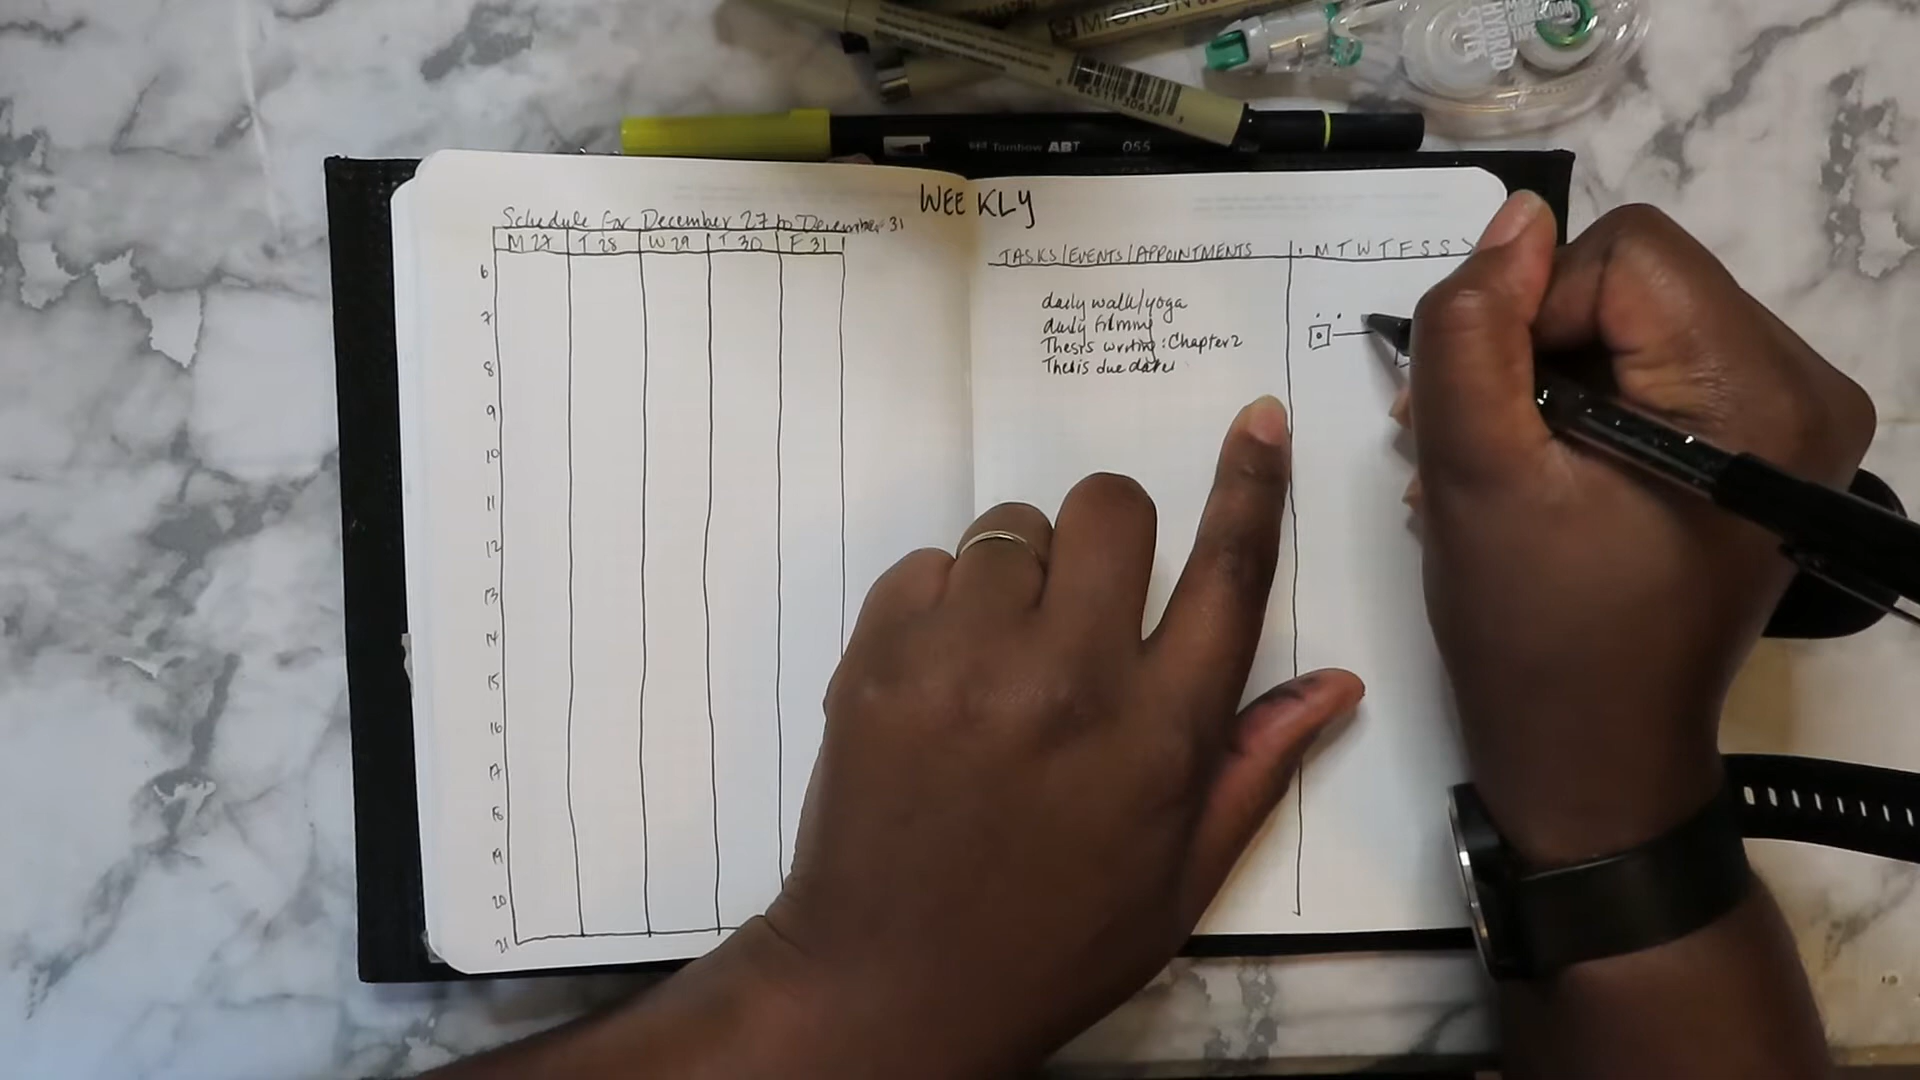 MICRON
HYBRID
STYLE
Tombow ABT 055
WEEKLY
Schedule for December 27 to December 31
M 27 T 28 W 29 T 30 F 31
6
7
8
9
10
11
12
13
14
15
16
17
18
19
20
21
TASKS/EVENTS/APPOINTMENTS . M T W T F S S >
daily walk/yoga
daily filming
Thesis writing: Chapter 2
Thesis due date